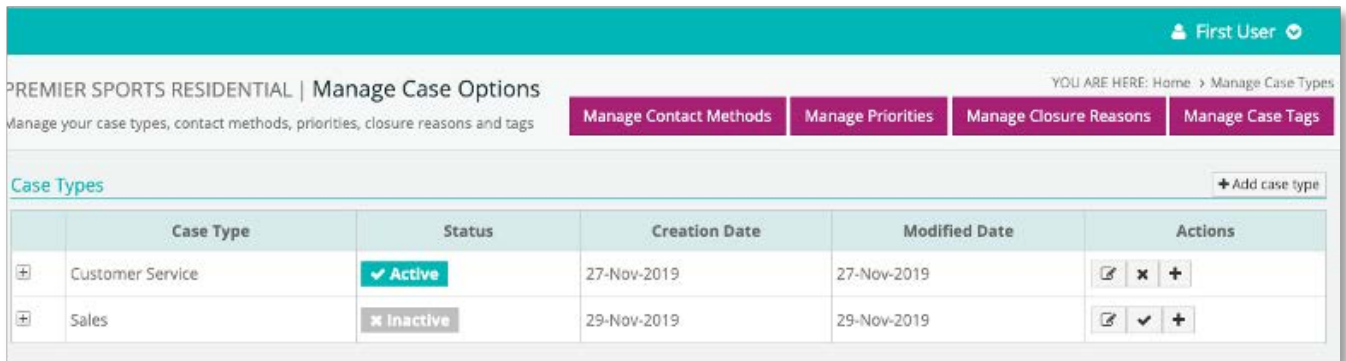 First User
PREMIER SPORTS RESIDENTIAL | Manage Case Options
YOU ARE HERE: Home > Manage Case Types
Manage your case types, contact methods, priorities, closure reasons and tags
Manage Contact Methods Manage Priorities Manage Closure Reasons Manage Case Tags
Case Types
+ Add case type
Case Type Status Creation Date Modified Date Actions
Customer Service Active 27-Nov-2019 27-Nov-2019
Sales Inactive 29-Nov-2019 29-Nov-2019